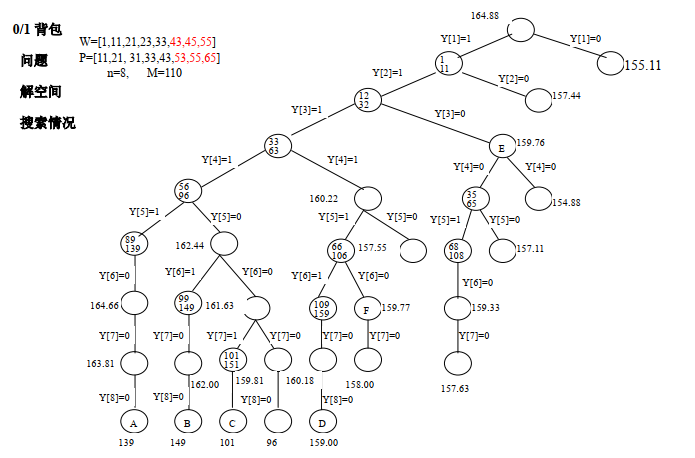 164.88
0/1 背包
W=[1,11,21,23,33,43,45,55]
Y[1]=1
Y[1]=0
问题
P=[11,21, 31,33,43,53,55,65]
1
11
155.11
n=8, M=110
Y[2]=1
Y[2]=0
解空间
12
32
157.44
Y[3]=1
Y[3]=0
搜索情况
33
63
E
159.76
Y[4]=1
Y[4]=1
Y[4]=0
Y[4]=0
56
96
160.22
35
65
154.88
Y[5]=1
Y[5]=0
Y[5]=1
Y[5]=0
Y[5]=1
Y[5]=0
89
139
162.44
66
106
157.55
68
108
157.11
Y[6]=0
Y[6]=1
Y[6]=0
Y[6]=1
Y[6]=0
Y[6]=0
164.66
99
149
161.63
109
159
F
159.77
159.33
Y[7]=0
Y[7]=0
Y[7]=1
Y[7]=0
Y[7]=0
Y[7]=0
Y[7]=0
163.81
101
151
162.00
159.81
160.18
158.00
157.63
Y[8]=0
Y[8]=0
Y[8]=0
Y[8]=0
A
B
C
D
139
149
101
96
159.00